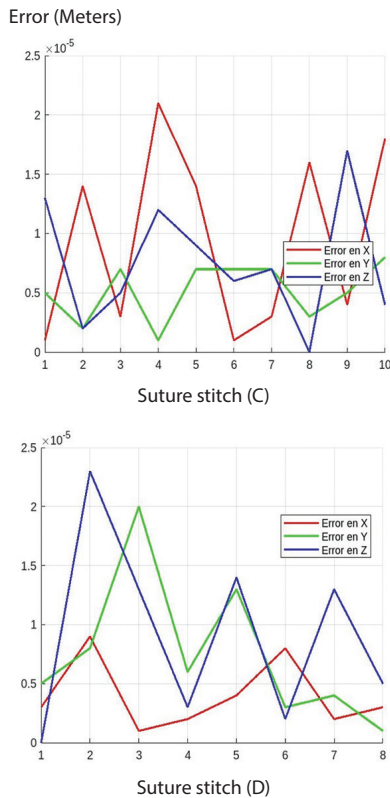 Error (Meters)
×10⁻⁵
2.5
2
1.5
1
0.5
0
Error en X
Error en Y
Error en Z
1 2 3 4 5 6 7 8 9 10
Suture stitch (C)
×10⁻⁵
2.5
2
1.5
1
0.5
0
Error en X
Error en Y
Error en Z
1 2 3 4 5 6 7 8
Suture stitch (D)